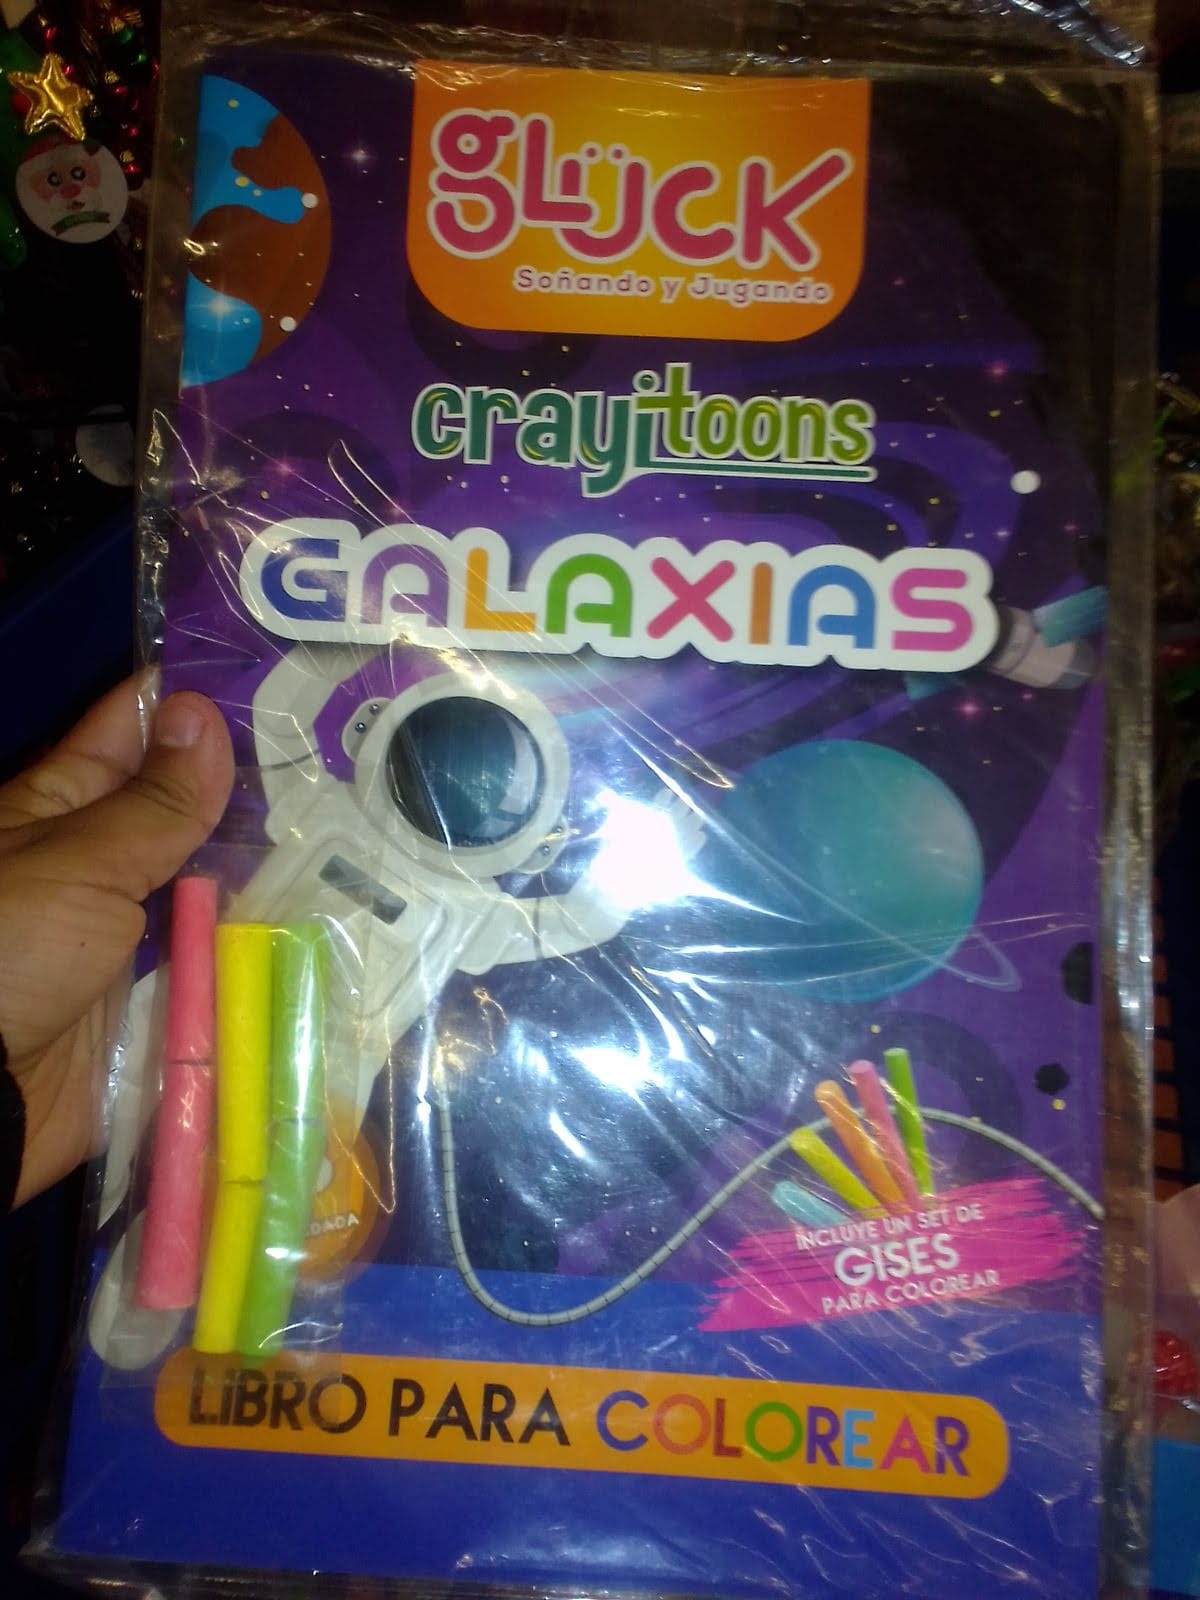 glück
Soñando y Jugando
crayitoons
GALAXIAS
INCLUYE UN SET DE
GISES
PARA COLOREAR
LIBRO PARA COLOREAR